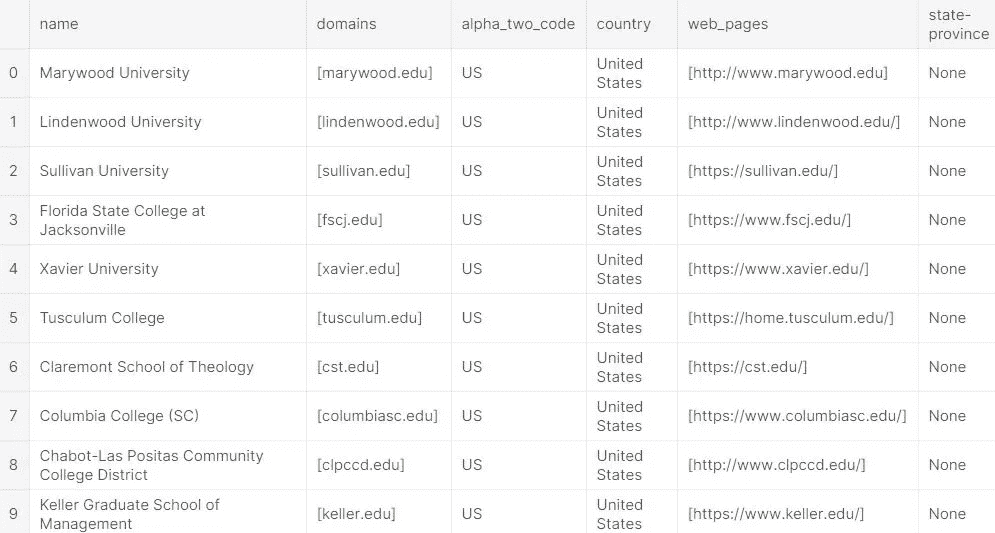 name domains alpha_two_code country web_pages state-
province
0 Marywood University [marywood.edu] US United
States [http://www.marywood.edu] None
1 Lindenwood University [lindenwood.edu] US United
States [http://www.lindenwood.edu/] None
2 Sullivan University [sullivan.edu] US United
States [https://sullivan.edu/] None
3 Florida State College at
Jacksonville [fscj.edu] US United
States [https://www.fscj.edu/] None
4 Xavier University [xavier.edu] US United
States [https://www.xavier.edu/] None
5 Tusculum College [tusculum.edu] US United
States [https://home.tusculum.edu/] None
6 Claremont School of Theology [cst.edu] US United
States [https://cst.edu/] None
7 Columbia College (SC) [columbiasc.edu] US United
States [https://www.columbiasc.edu/] None
8 Chabot-Las Positas Community
College District [clpccd.edu] US United
States [http://www.clpccd.edu/] None
9 Keller Graduate School of
Management [keller.edu] US United
States [https://www.keller.edu/] None